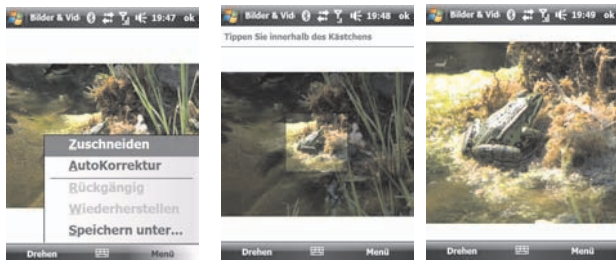 Bilder & Vid 19:47 ok
Zuschneiden
AutoKorrektur
Rückgängig
Wiederherstellen
Speichern unter...
Drehen Menü
Bilder & Vid 19:48 ok
Tippen Sie innerhalb des Kästchens
Drehen Menü
Bilder & Vid 19:49 ok
Drehen Menü